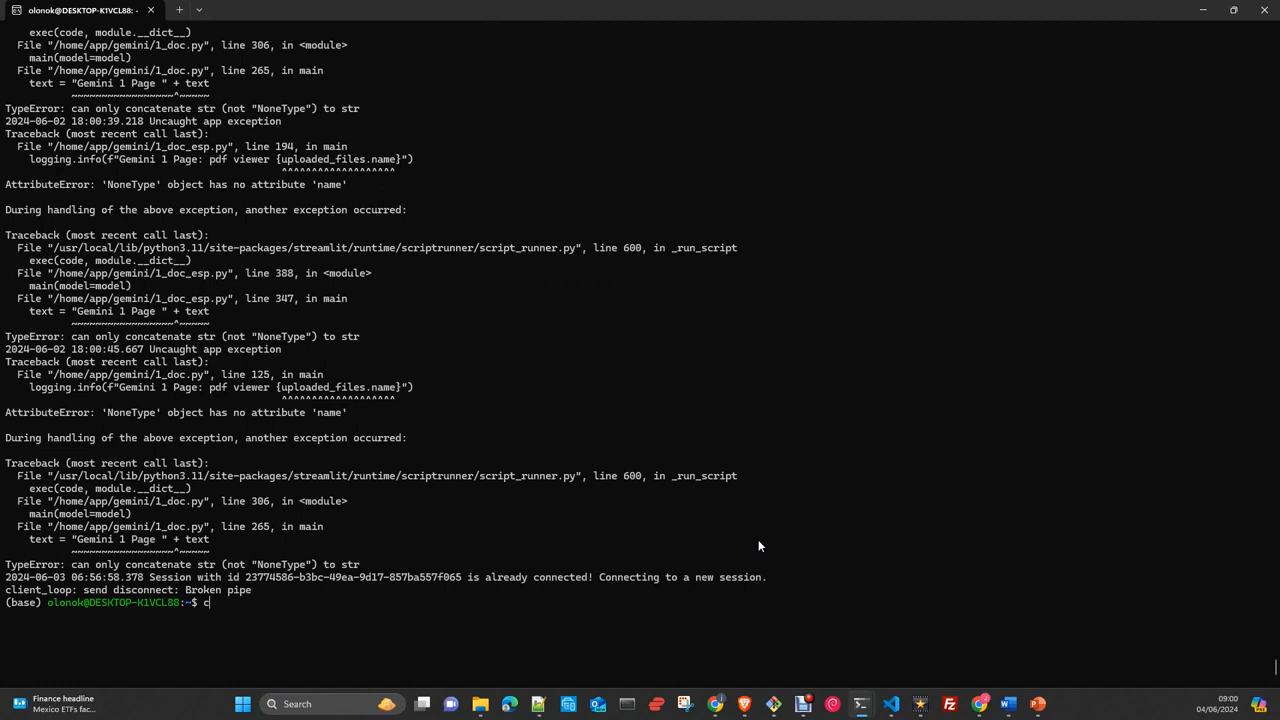 olonok@DESKTOP-K1VCL88: ~
exec(code, module.__dict__)
File "/home/app/gemini/1_doc.py", line 306, in <module>
main(model=model)
File "/home/app/gemini/1_doc.py", line 265, in main
text = "Gemini 1 Page " + text
~~~~~~~~~~~~~~~~~^~~~~~
TypeError: can only concatenate str (not "NoneType") to str
2024-06-02 18:00:39.218 Uncaught app exception
Traceback (most recent call last):
File "/home/app/gemini/1_doc_esp.py", line 194, in main
logging.info(f"Gemini 1 Page: pdf viewer {uploaded_files.name}")
^^^^^^^^^^^^^^^^^^^
AttributeError: 'NoneType' object has no attribute 'name'
During handling of the above exception, another exception occurred:
Traceback (most recent call last):
File "/usr/local/lib/python3.11/site-packages/streamlit/runtime/scriptrunner/script_runner.py", line 600, in _run_script
exec(code, module.__dict__)
File "/home/app/gemini/1_doc_esp.py", line 388, in <module>
main(model=model)
File "/home/app/gemini/1_doc_esp.py", line 347, in main
text = "Gemini 1 Page " + text
~~~~~~~~~~~~~~~~~^~~~~~
TypeError: can only concatenate str (not "NoneType") to str
2024-06-02 18:00:45.667 Uncaught app exception
Traceback (most recent call last):
File "/home/app/gemini/1_doc.py", line 125, in main
logging.info(f"Gemini 1 Page: pdf viewer {uploaded_files.name}")
^^^^^^^^^^^^^^^^^^^
AttributeError: 'NoneType' object has no attribute 'name'
During handling of the above exception, another exception occurred:
Traceback (most recent call last):
File "/usr/local/lib/python3.11/site-packages/streamlit/runtime/scriptrunner/script_runner.py", line 600, in _run_script
exec(code, module.__dict__)
File "/home/app/gemini/1_doc.py", line 306, in <module>
main(model=model)
File "/home/app/gemini/1_doc.py", line 265, in main
text = "Gemini 1 Page " + text
~~~~~~~~~~~~~~~~~^~~~~~
TypeError: can only concatenate str (not "NoneType") to str
2024-06-03 06:56:58.378 Session with id 23774586-b3bc-49ea-9d17-857ba557f065 is already connected! Connecting to a new session.
client_loop: send disconnect: Broken pipe
(base) olonok@DESKTOP-K1VCL88:~$ c
Finance headline
Mexico ETFs fac...
Search
09:00
04/06/2024